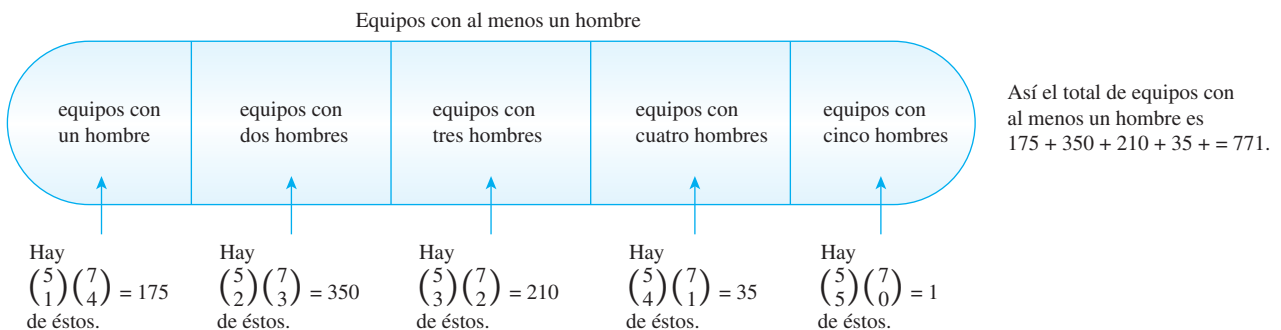 Equipos con al menos un hombre
equipos con
un hombre
equipos con
dos hombres
equipos con
tres hombres
equipos con
cuatro hombres
equipos con
cinco hombres
Así el total de equipos con
al menos un hombre es
175 + 350 + 210 + 35 + = 771.
Hay
(5 1)(7 4) = 175
de éstos.
Hay
(5 2)(7 3) = 350
de éstos.
Hay
(5 3)(7 2) = 210
de éstos.
Hay
(5 4)(7 1) = 35
de éstos.
Hay
(5 5)(7 0) = 1
de éstos.